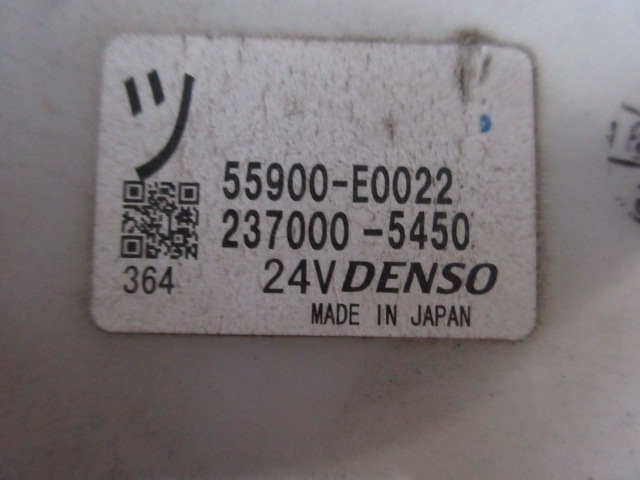 ツ
55900-E0022
237000-5450
364
24V DENSO
MADE IN JAPAN